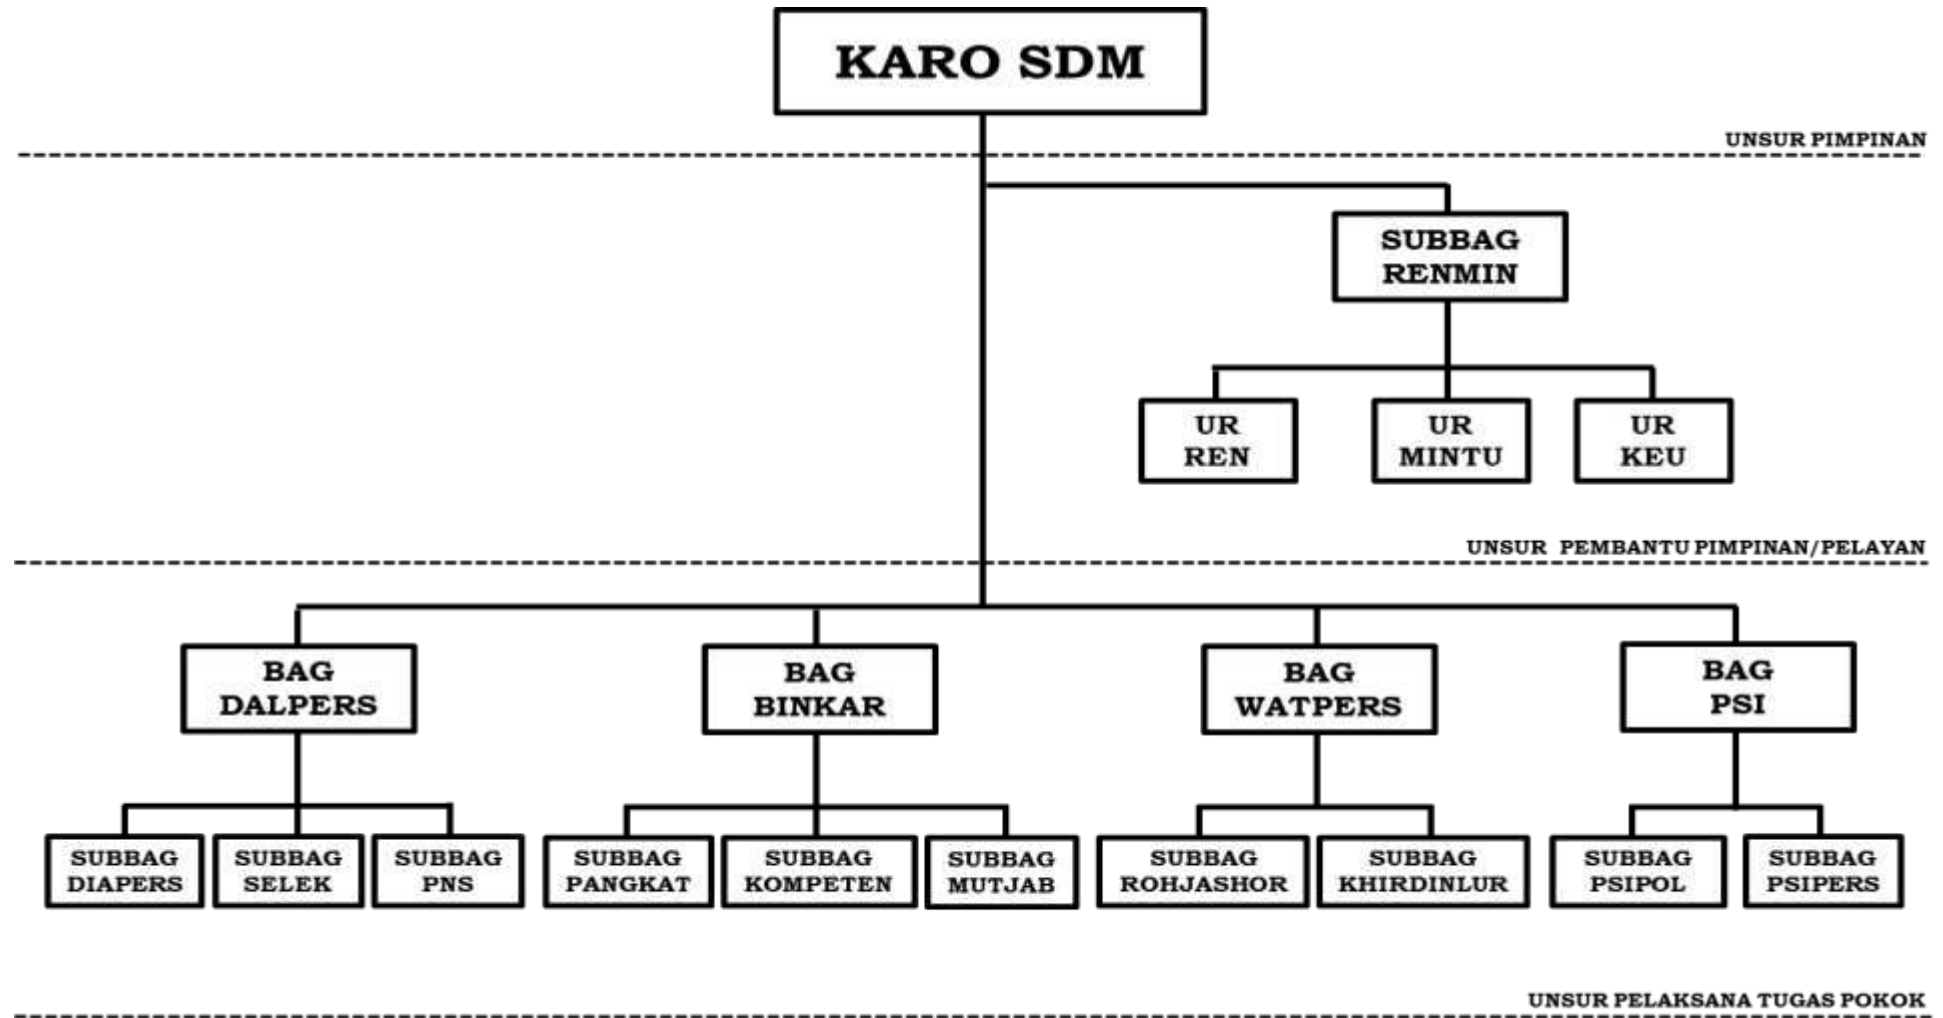 KARO SDM
UNSUR PIMPINAN
SUBBAG
RENMIN
UR
REN
UR
MINTU
UR
KEU
UNSUR PEMBANTU PIMPINAN/PELAYAN
BAG
DALPERS
BAG
BINKAR
BAG
WATPERS
BAG
PSI
SUBBAG
DIAPERS
SUBBAG
SELEK
SUBBAG
PNS
SUBBAG
PANGKAT
SUBBAG
KOMPETEN
SUBBAG
MUTJAB
SUBBAG
ROHJASHOR
SUBBAG
KHIRDINLUR
SUBBAG
PSIPOL
SUBBAG
PSIPERS
UNSUR PELAKSANA TUGAS POKOK